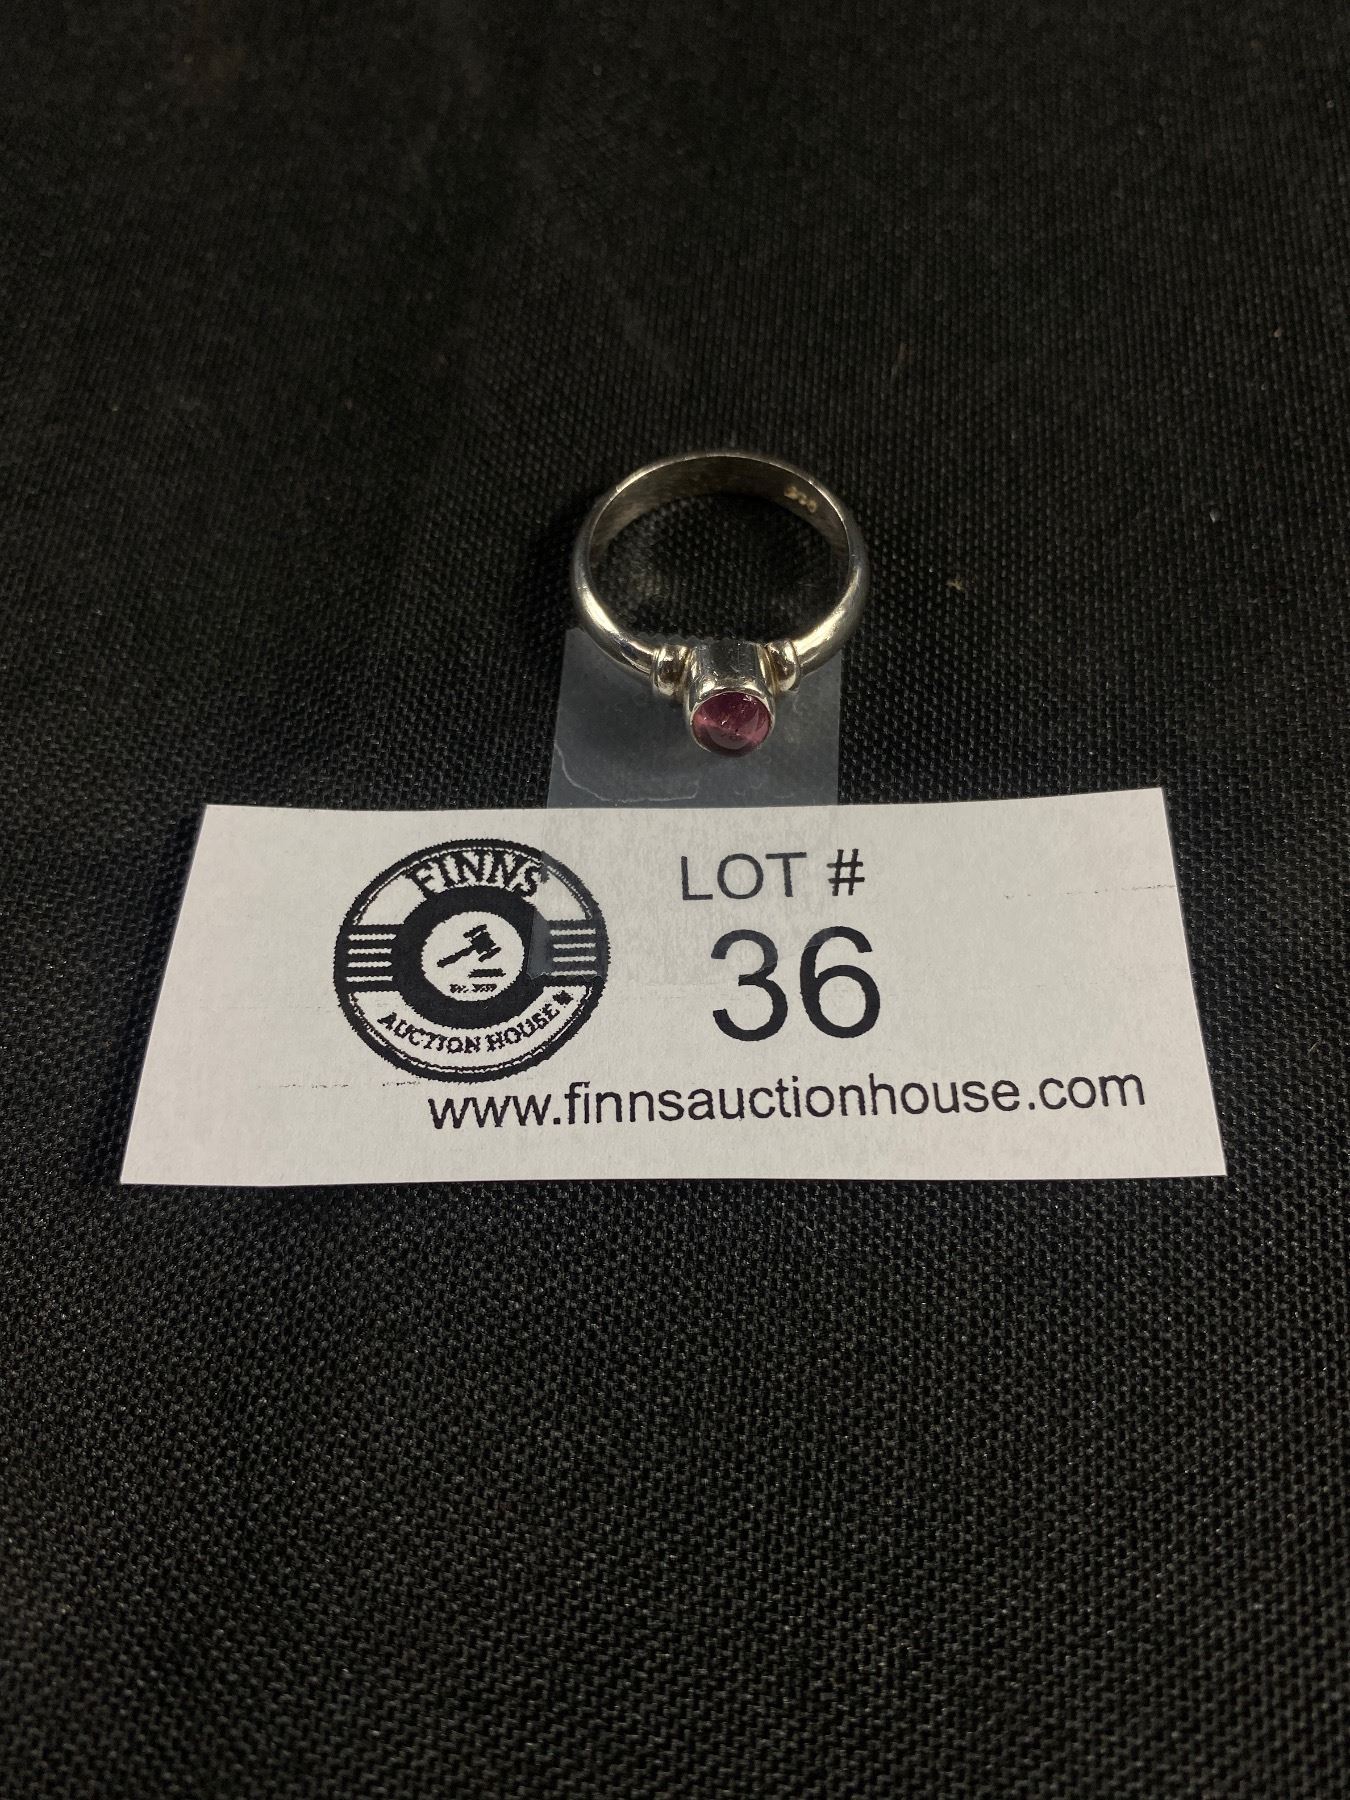 FINNS
AUCTION HOUSE
LOT #
36
www.finnsauctionhouse.com